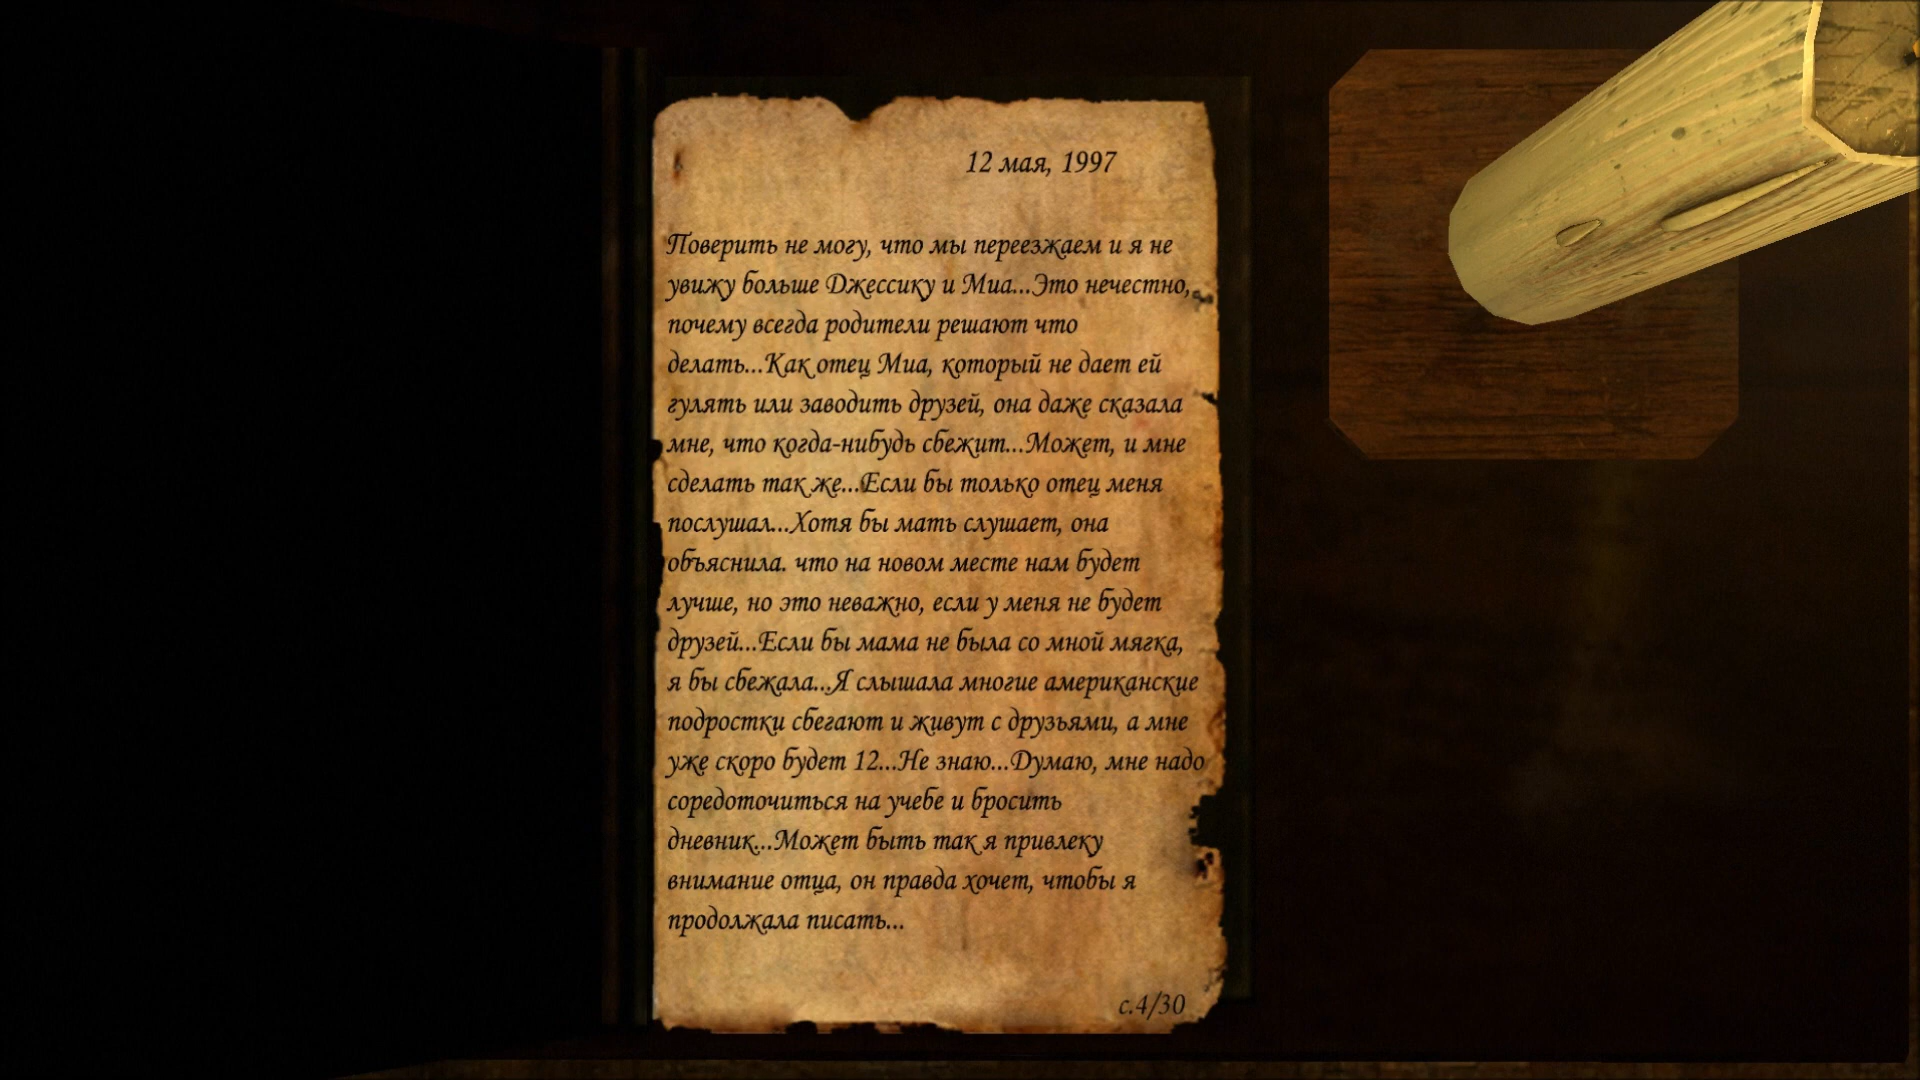 12 мая, 1997
Поверить не могу, что мы переезжаем и я не
увижу больше Джессику и Миа...Это нечестно,
почему всегда родители решают что
делать...Как отец Миа, который не дает ей
гулять или заводить друзей, она даже сказала
мне, что когда-нибудь сбежит...Может, и мне
сделать так же...Если бы только отец меня
послушал...Хотя бы мать слушает, она
объяснила. что на новом месте нам будет
лучше, но это неважно, если у меня не будет
друзей...Если бы мама не была со мной мягка,
я бы сбежала...Я слышала многие американские
подростки сбегают и живут с друзьями, а мне
уже скоро будет 12...Не знаю...Думаю, мне надо
соредоточиться на учебе и бросить
дневник...Может быть так я привлеку
внимание отца, он правда хочет, чтобы я
продолжала писать...
с.4/30